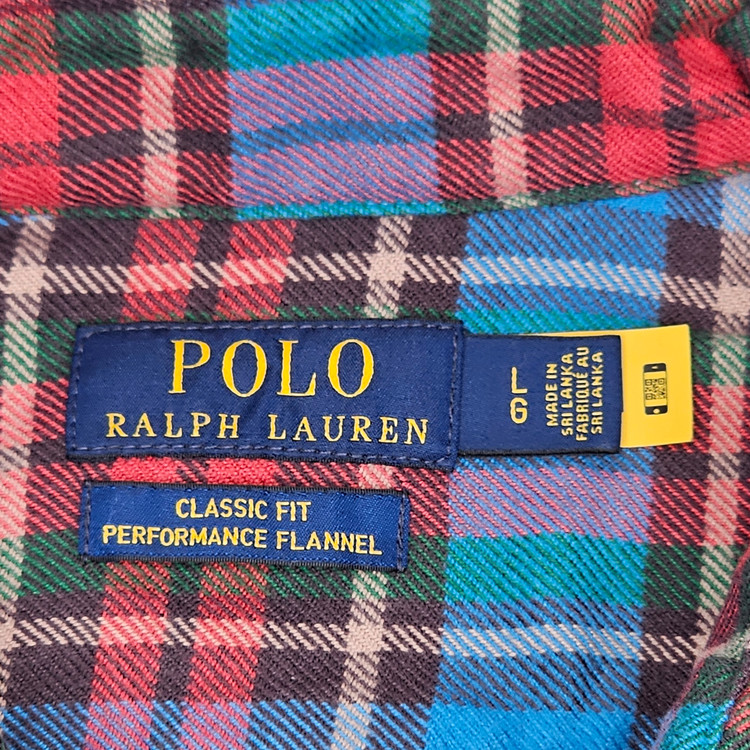 POLO
RALPH LAUREN
L
G
MADE IN
SRI LANKA
FABRIQUÉ AU
SRI LANKA
CLASSIC FIT
PERFORMANCE FLANNEL